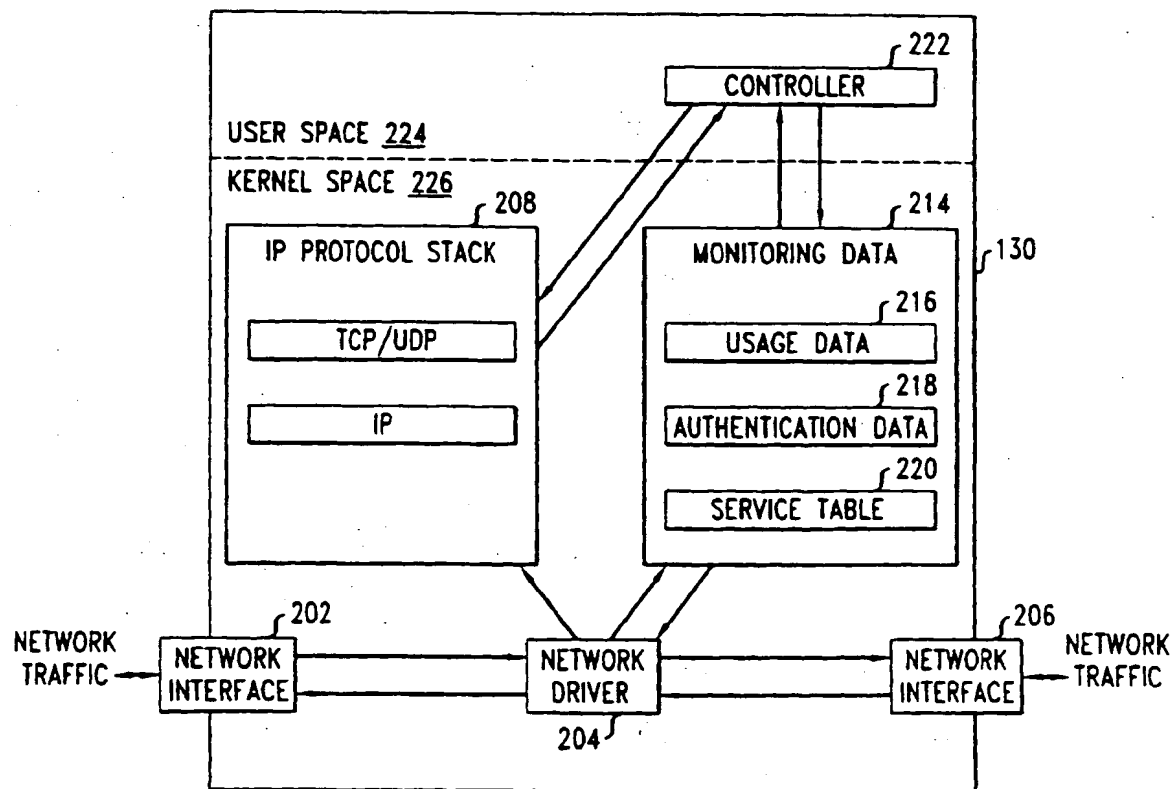 222
CONTROLLER
USER SPACE 224
KERNEL SPACE 226
208
IP PROTOCOL STACK
TCP/UDP
IP
214
MONITORING DATA
130
216
USAGE DATA
218
AUTHENTICATION DATA
220
SERVICE TABLE
NETWORK
TRAFFIC
202
NETWORK
INTERFACE
NETWORK
DRIVER
204
206
NETWORK
INTERFACE
NETWORK
TRAFFIC